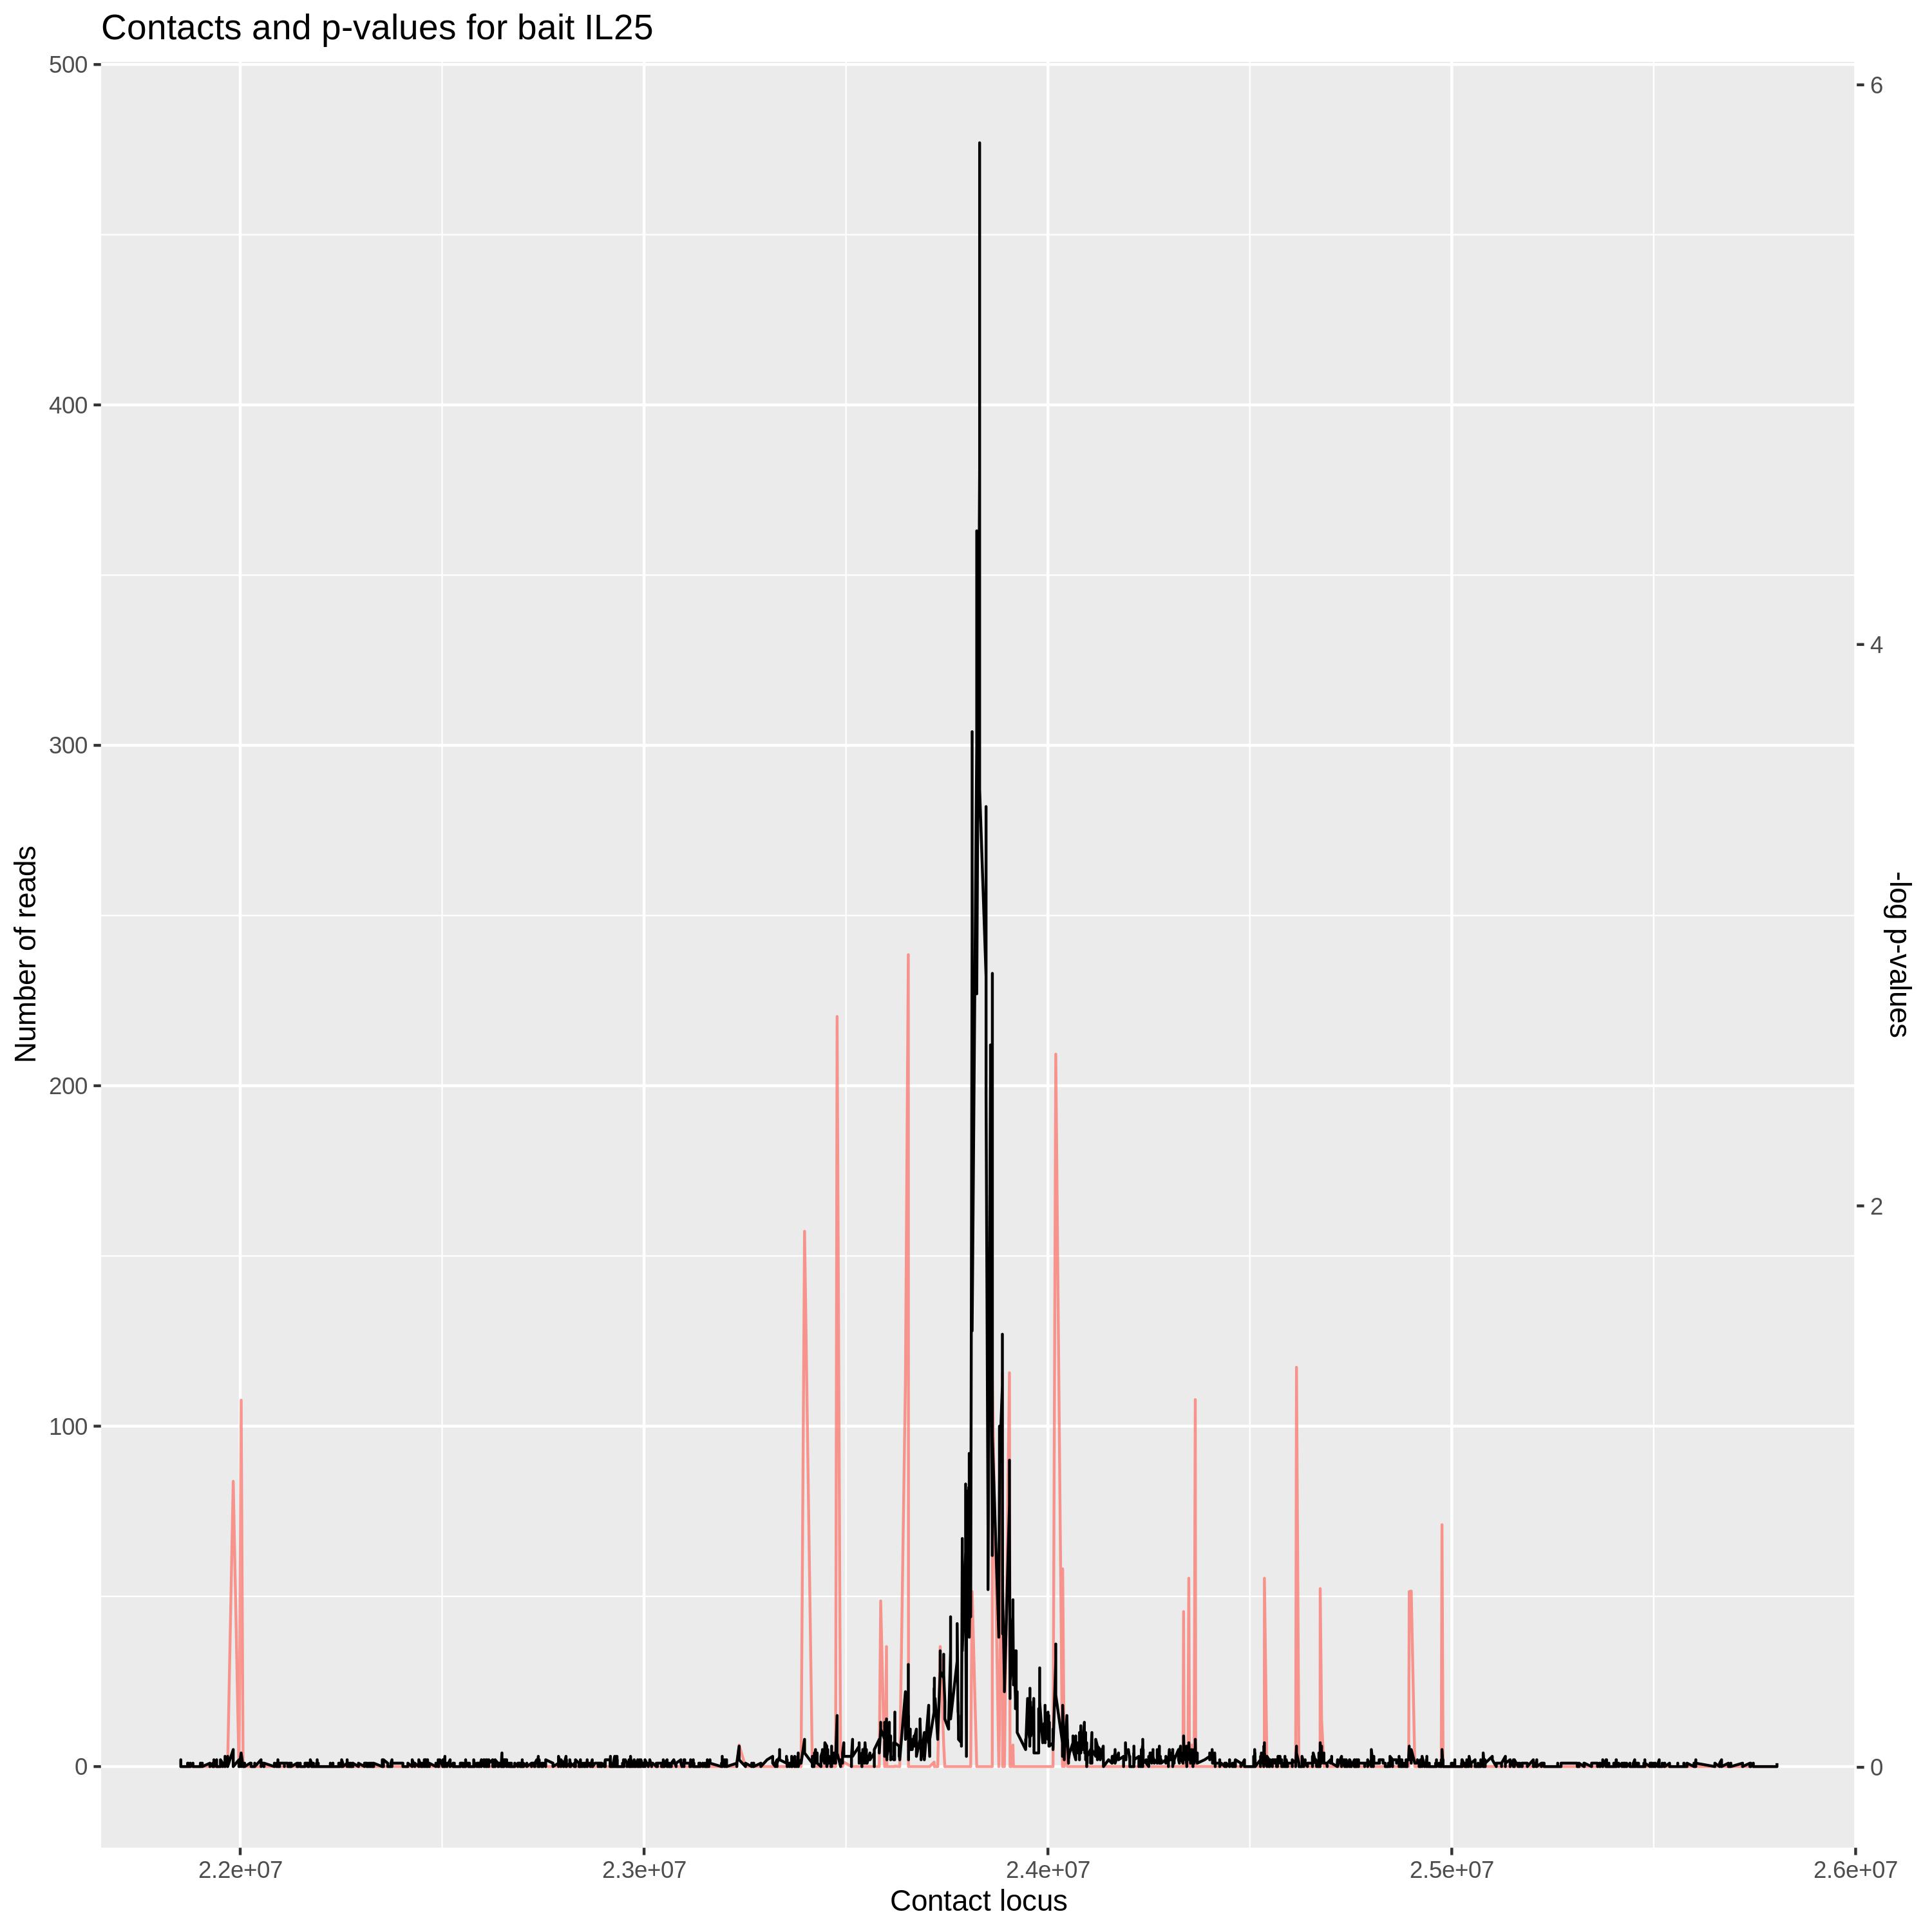 Contacts and p-values for bait IL25
500
400
300
200
100
0
6
4
2
0
Number of reads
-log p-values
2.2e+07
2.3e+07
2.4e+07
2.5e+07
2.6e+07
Contact locus